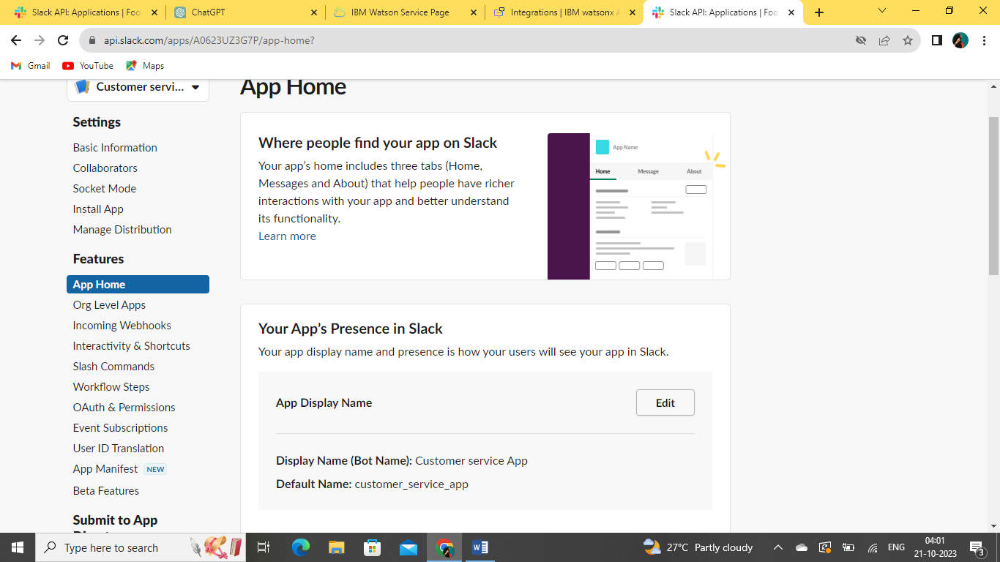 Slack API: Applications | Foo
ChatGPT
IBM Watson Service Page
Integrations | IBM watsonx A
Slack API: Applications | Foo
api.slack.com/apps/A0623UZ3G7P/app-home?
Gmail
YouTube
Maps
Customer servi...
Settings
Basic Information
Collaborators
Socket Mode
Install App
Manage Distribution
Features
App Home
Org Level Apps
Incoming Webhooks
Interactivity & Shortcuts
Slash Commands
Workflow Steps
OAuth & Permissions
Event Subscriptions
User ID Translation
App Manifest NEW
Beta Features
Submit to App
App Home
Where people find your app on Slack
Your app’s home includes three tabs (Home,
Messages and About) that help people have richer
interactions with your app and better understand
its functionality.
Learn more
App Name
Home
Message
About
Your App’s Presence in Slack
Your app display name and presence is how your users will see your app in Slack.
App Display Name
Edit
Display Name (Bot Name): Customer service App
Default Name: customer_service_app
Type here to search
W
27°C Partly cloudy
ENG
04:01
21-10-2023
3